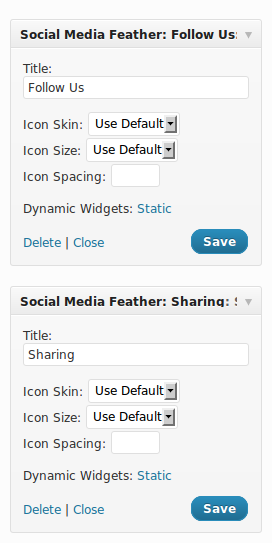 Social Media Feather: Follow Us:
Title:
Follow Us
Icon Skin: Use Default
Icon Size: Use Default
Icon Spacing:
Dynamic Widgets: Static
Delete | Close
Save
Social Media Feather: Sharing:
Title:
Sharing
Icon Skin: Use Default
Icon Size: Use Default
Icon Spacing:
Dynamic Widgets: Static
Delete | Close
Save